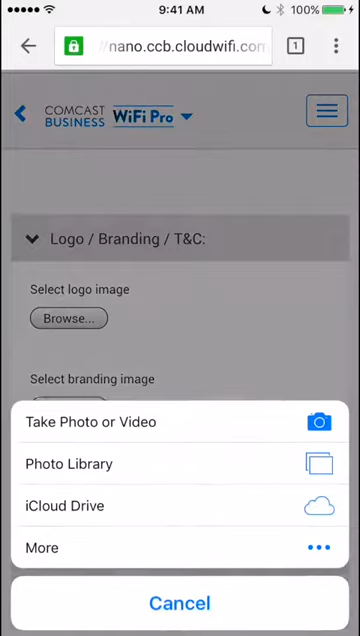 9:41 AM 100%
//nano.ccb.cloudwifi.com 1
COMCAST
BUSINESS WiFi Pro
Logo / Branding / T&C:
Select logo image
Browse...
Select branding image
Take Photo or Video
Photo Library
iCloud Drive
More
Cancel